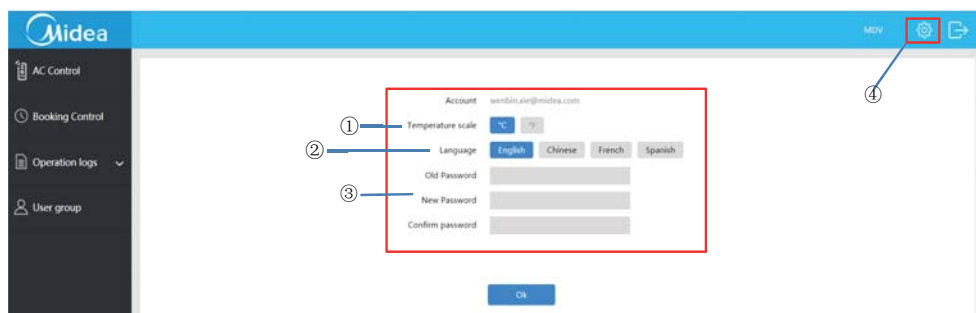 Midea
MDV
④
AC Control
Booking Control
Operation logs
User group
Account wenbin.xie@midea.com
① Temperature scale °C °F
② Language English Chinese French Spanish
Old Password
③ New Password
Confirm password
Ok